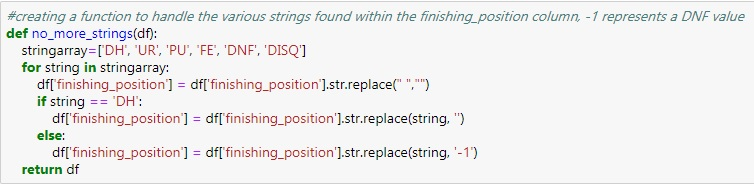 #creating a function to handle the various strings found within the finishing_position column, -1 represents a DNF value
def no_more_strings(df):
    stringarray=['DH', 'UR', 'PU', 'FE', 'DNF', 'DISQ']
    for string in stringarray:
        df['finishing_position'] = df['finishing_position'].str.replace(" ","")
        if string == 'DH':
            df['finishing_position'] = df['finishing_position'].str.replace(string, '')
        else:
            df['finishing_position'] = df['finishing_position'].str.replace(string, '-1')
    return df